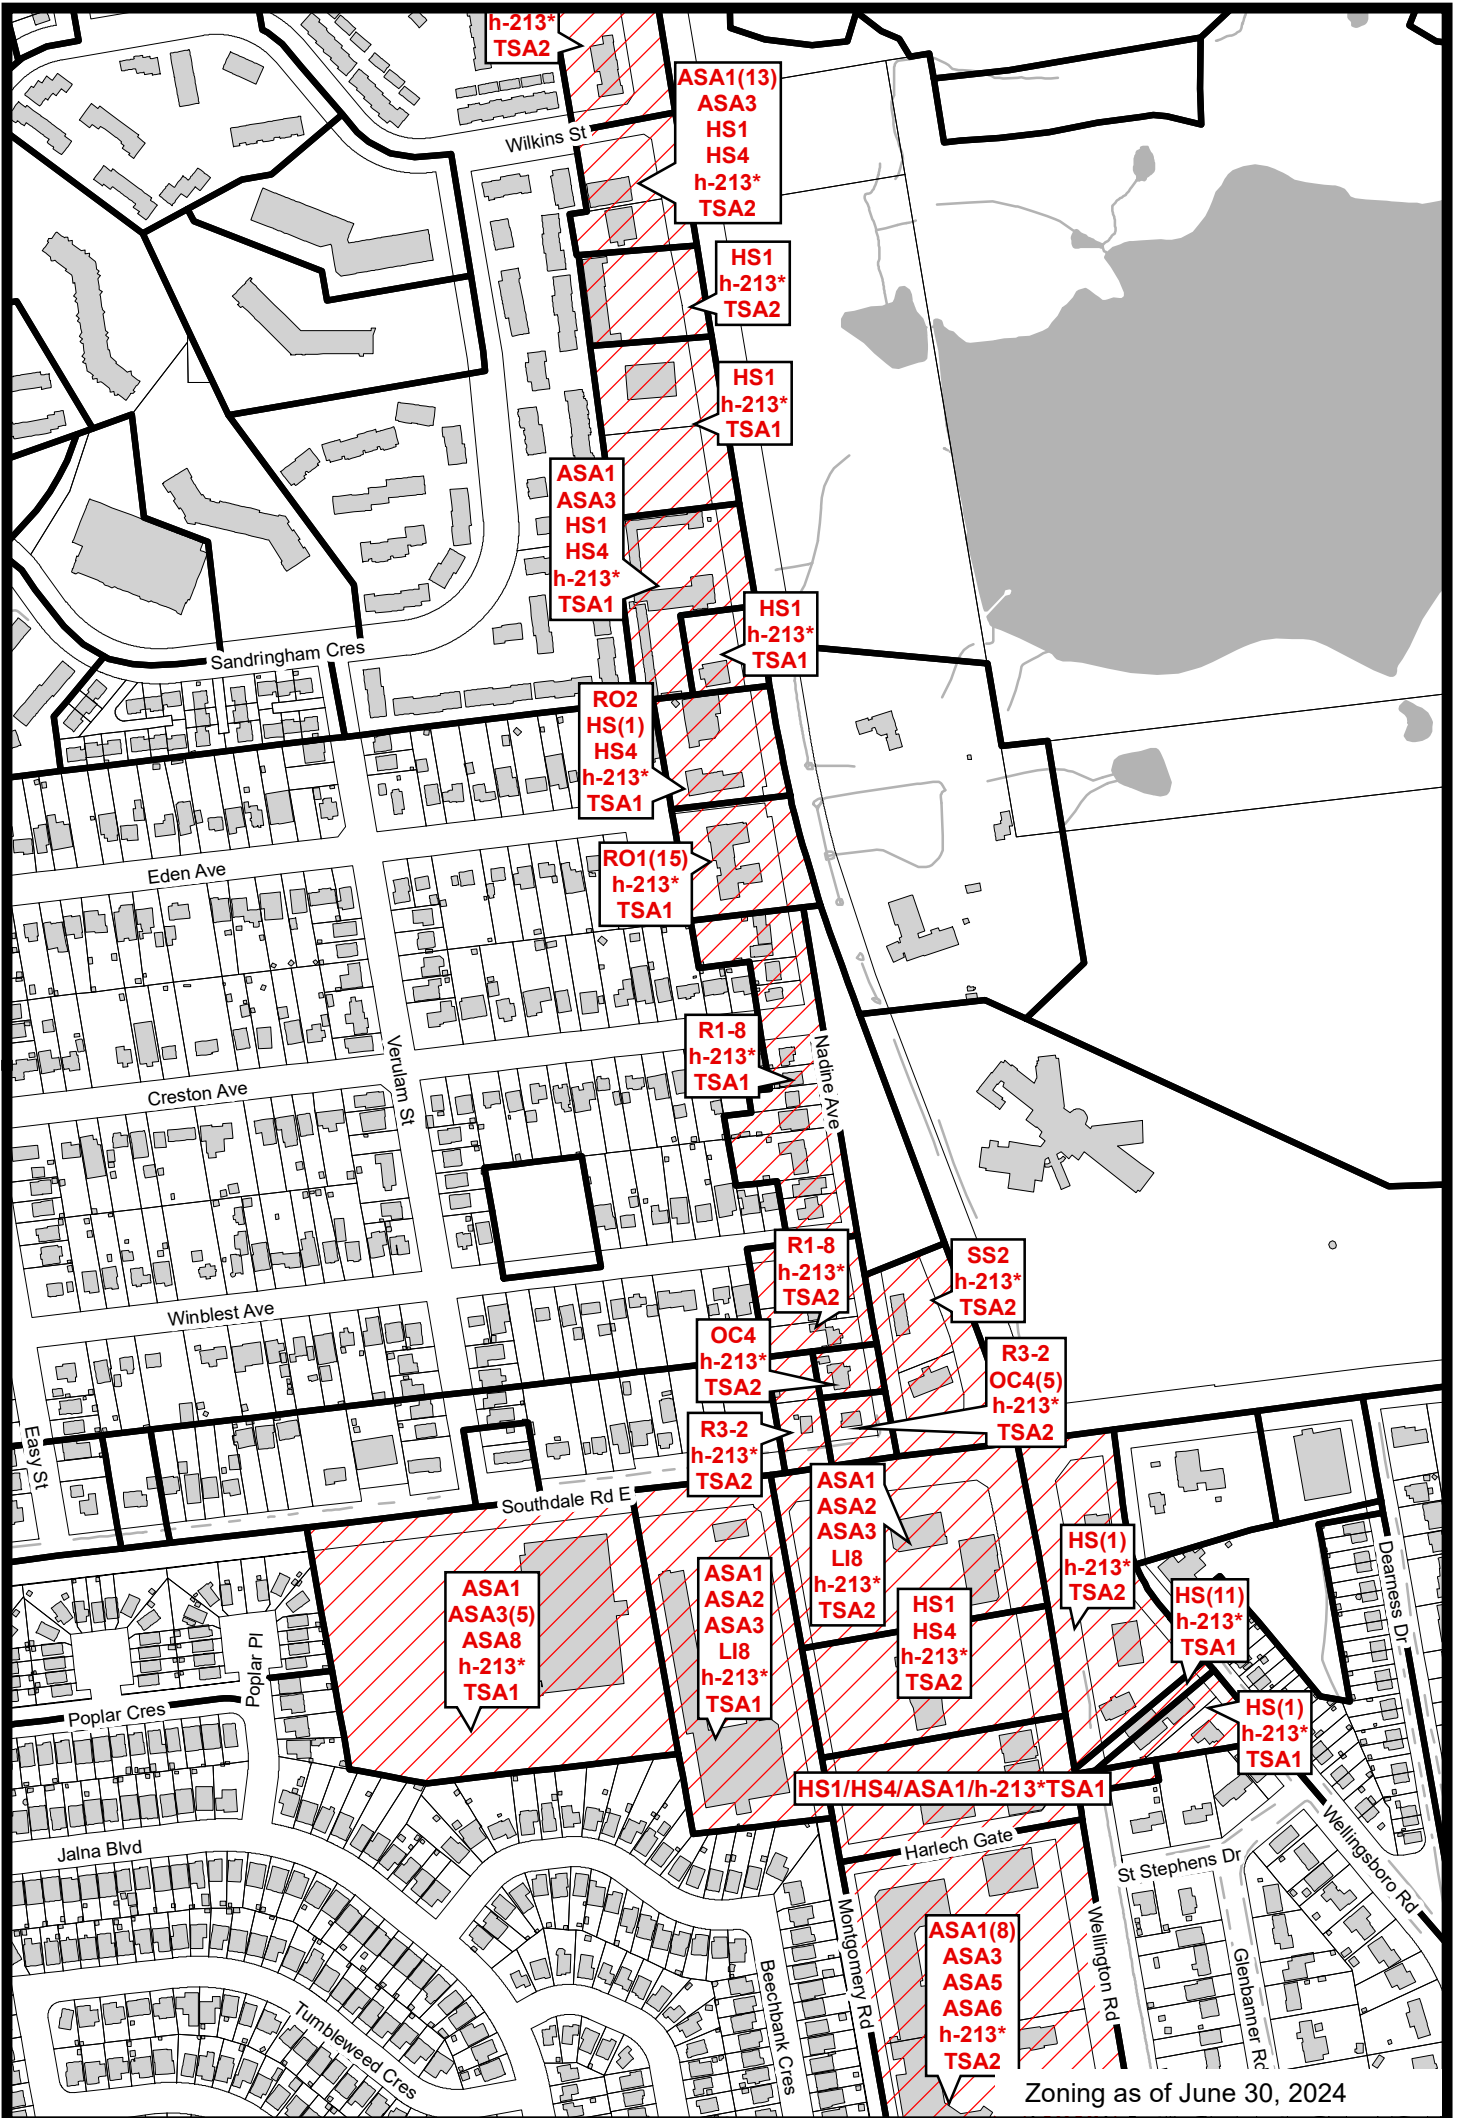 h-213*
TSA2
ASA1(13)
ASA3
HS1
HS4
h-213*
TSA2
Wilkins St
HS1
h-213*
TSA2
HS1
h-213*
TSA1
ASA1
ASA3
HS1
HS4
h-213*
TSA1
HS1
h-213*
TSA1
Sandringham Cres
RO2
HS(1)
HS4
h-213*
TSA1
RO1(15)
h-213*
TSA1
Eden Ave
R1-8
h-213*
TSA1
Nadine Ave
Verulam St
Creston Ave
R1-8
h-213*
TSA2
SS2
h-213*
TSA2
Winblest Ave
OC4
h-213*
TSA2
R3-2
OC4(5)
h-213*
TSA2
R3-2
h-213*
TSA2
Easy St
Southdale Rd E
ASA1
ASA2
ASA3
LI8
h-213*
TSA2
HS(1)
h-213*
TSA2
Dearness Dr
ASA1
ASA3(5)
ASA8
h-213*
TSA1
ASA1
ASA2
ASA3
LI8
h-213*
TSA1
HS1
HS4
h-213*
TSA2
HS(11)
h-213*
TSA1
Poplar Pl
Poplar Cres
HS(1)
h-213*
TSA1
HS1/HS4/ASA1/h-213*TSA1
Jalna Blvd
Harlech Gate
St Stephens Dr
Wellingsboro Rd
Montgomery Rd
Wellington Rd
ASA1(8)
ASA3
ASA5
ASA6
h-213*
TSA2
Glenbanner Rd
Beechbank Cres
Tumbleweed Cres
Zoning as of June 30, 2024